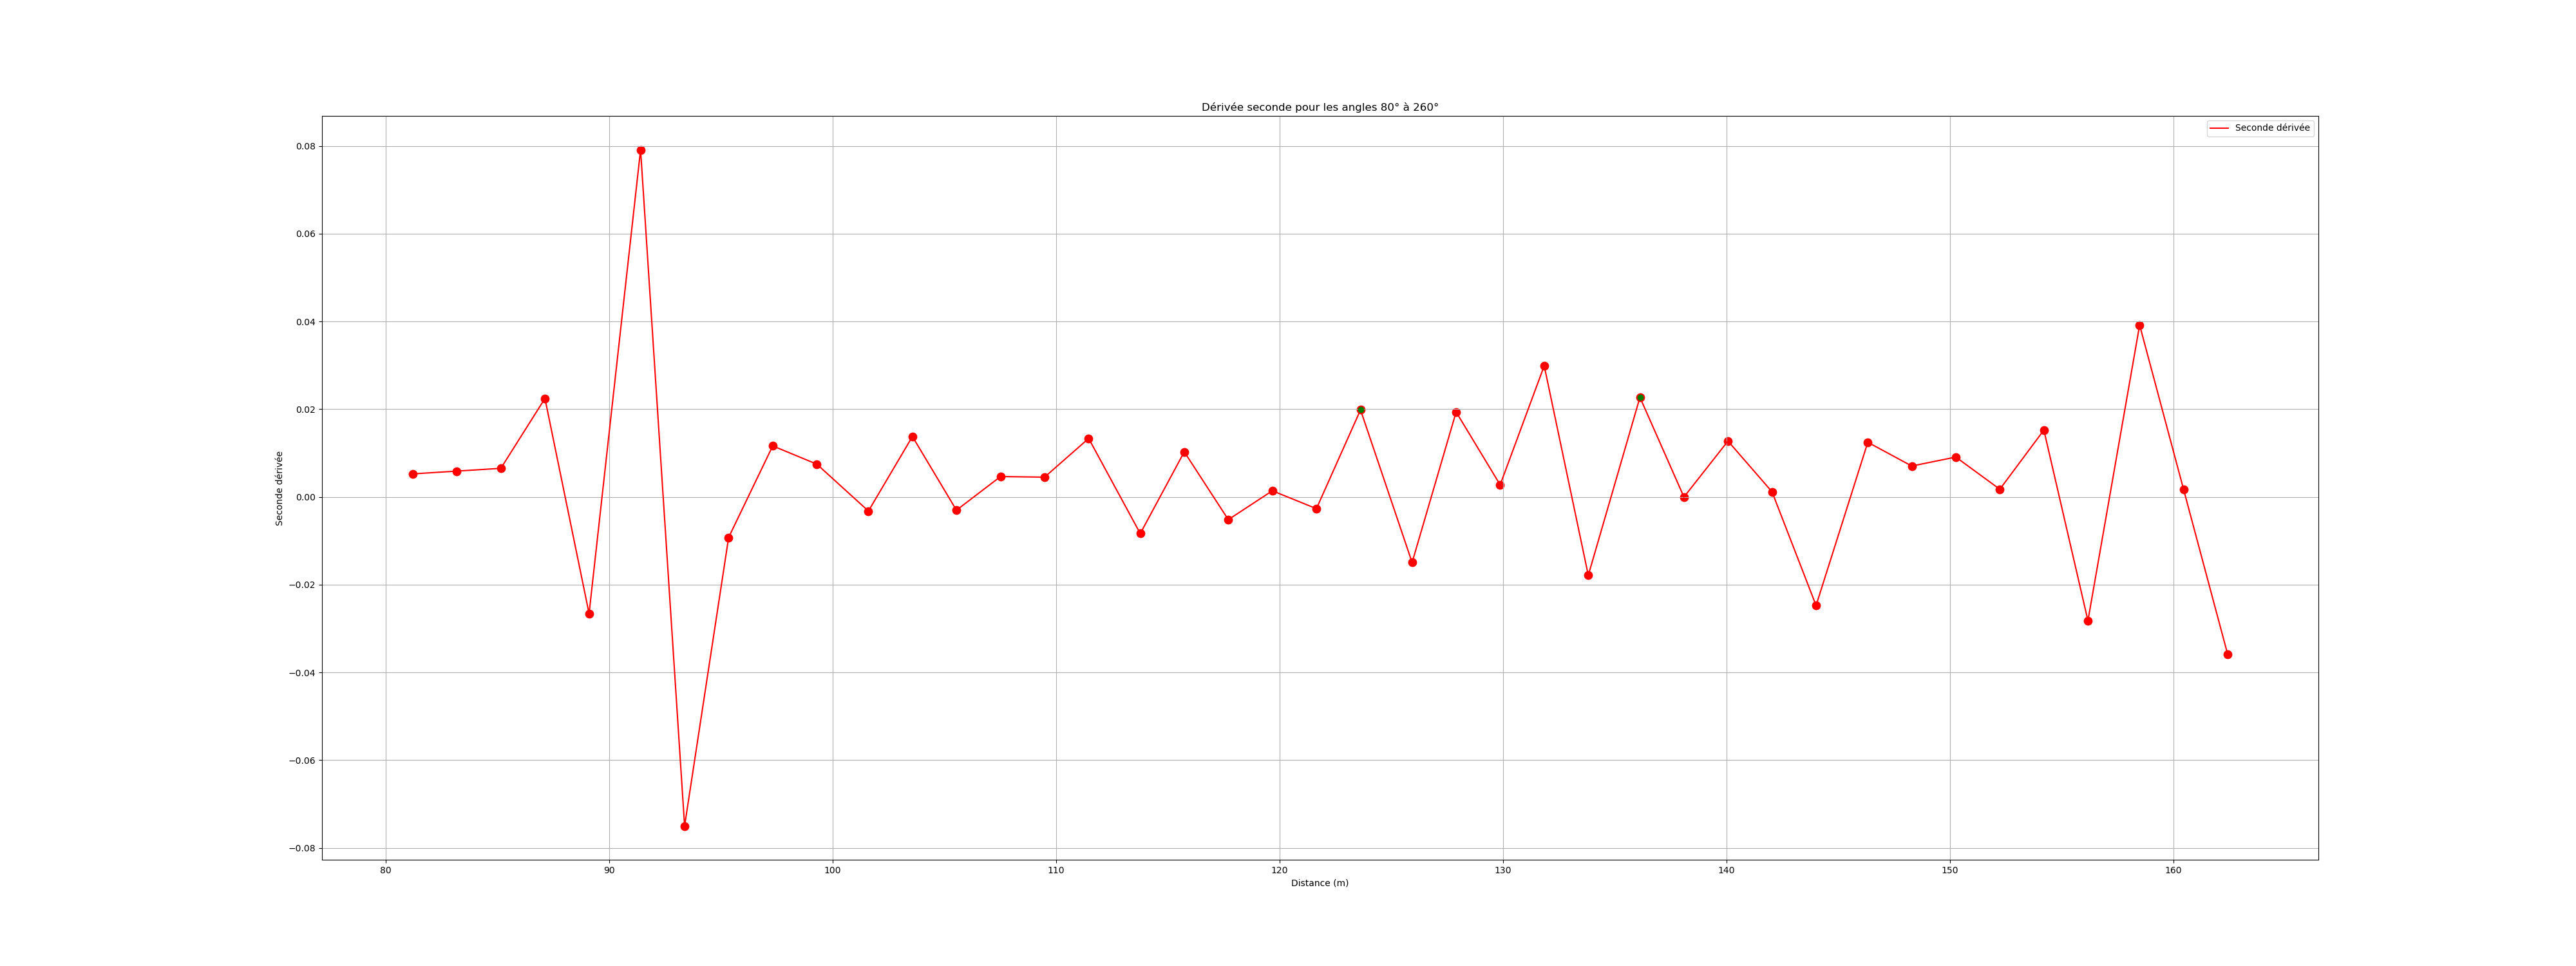 Dérivée seconde pour les angles 80° à 260°
Seconde dérivée
0.08
0.06
0.04
0.02
0.00
−0.02
−0.04
−0.06
−0.08
Seconde dérivée
80 90 100 110 120 130 140 150 160
Distance (m)